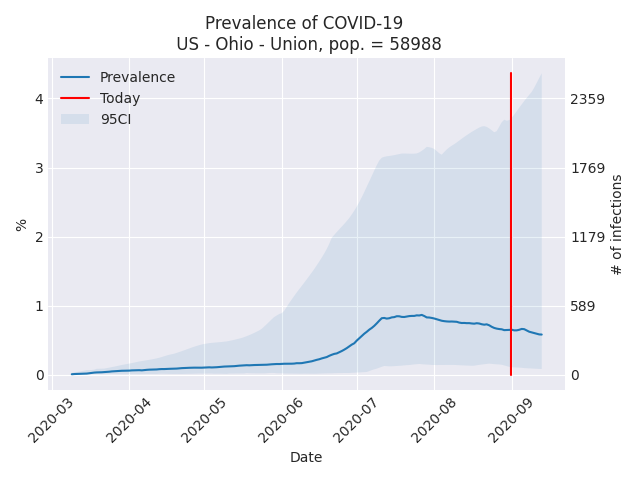 Prevalence of COVID-19
US - Ohio - Union, pop. = 58988
Prevalence
Today
95CI
4
3
2
1
0
%
2359
1769
1179
589
0
# of infections
2020-03
2020-04
2020-05
2020-06
2020-07
2020-08
2020-09
Date